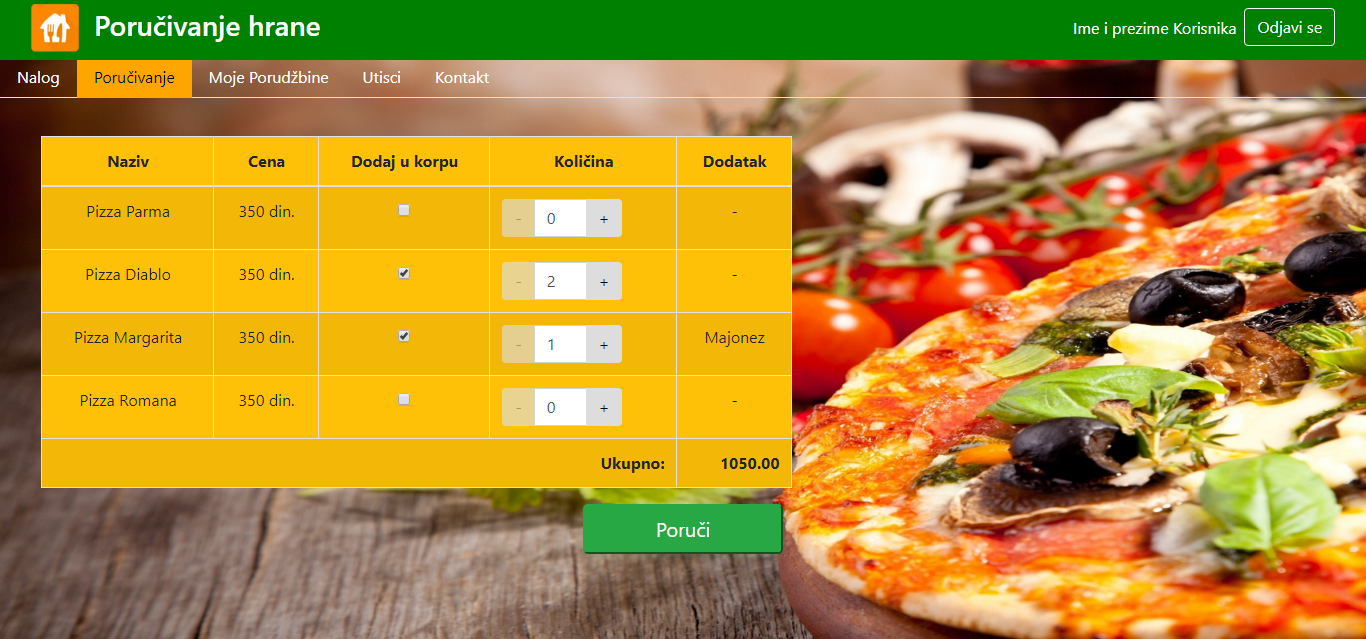 Poručivanje hrane
Ime i prezime Korisnika Odjavi se
Nalog Poručivanje Moje Porudžbine Utisci Kontakt
Naziv Cena Dodaj u korpu Količina Dodatak
Pizza Parma 350 din. - 0 + -
Pizza Diablo 350 din. - 2 + -
Pizza Margarita 350 din. - 1 + Majonez
Pizza Romana 350 din. - 0 + -
Ukupno: 1050.00
Poruči